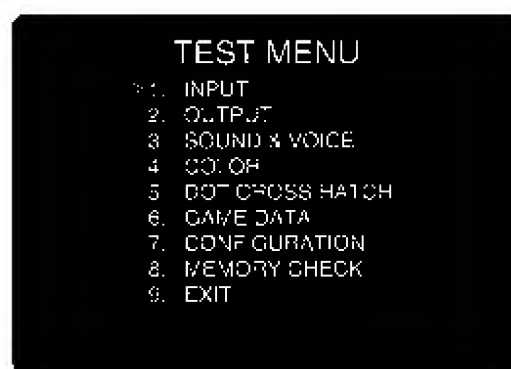 TEST MENU
>1. INPUT
2. OUTPUT
3. SOUND & VOICE
4. COLOR
5. DOT CROSS HATCH
6. GAME DATA
7. CONFIGURATION
8. MEMORY CHECK
9. EXIT